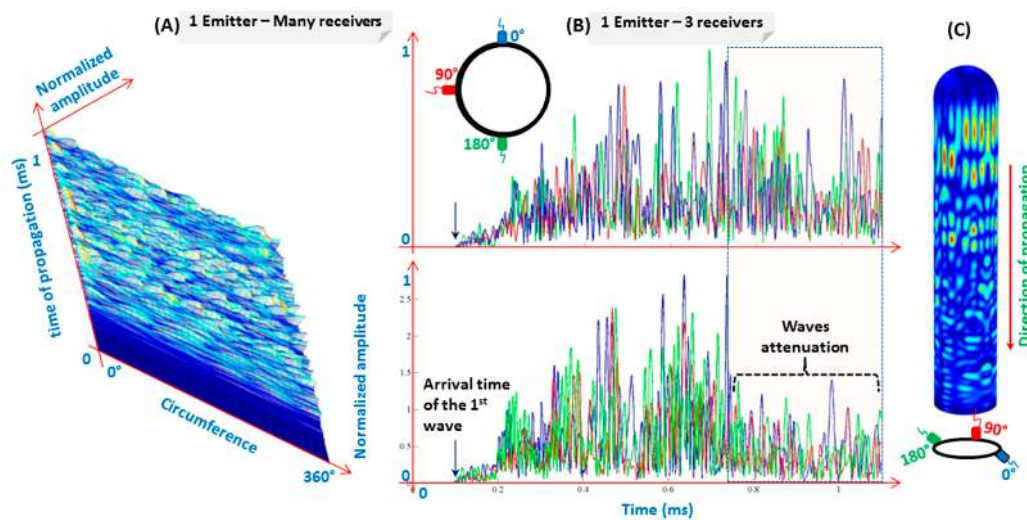 (A)
1 Emitter – Many receivers
Normalized
amplitude
1
time of propagation (ms)
0
0°
Circumference
360°
(B)
1 Emitter – 3 receivers
1
0°
90°
180°
0
Normalized amplitude
1
2.5
2
1.5
1
0.5
0
0
Arrival time
of the 1st
wave
Waves
attenuation
0
0.2
0.4
0.6
0.8
1
Time (ms)
(C)
Direction of propagation
180°
90°
0°